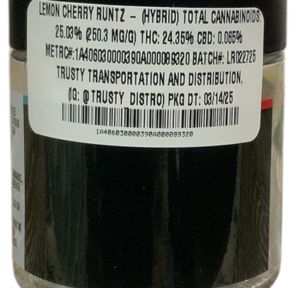 LEMON CHERRY RUNTZ - (HYBRID) TOTAL CANNABINOIDS:
25.03% (250.3 MG/G) THC: 24.35% CBD: 0.065%
METRC#:1A406030000390A000089320 BATCH#: LR022725
TRUSTY TRANSPORTATION AND DISTRIBUTION,
(IG: @TRUSTY_DISTRO) PKG DT: 03/14/25
1A406030000390A000089320